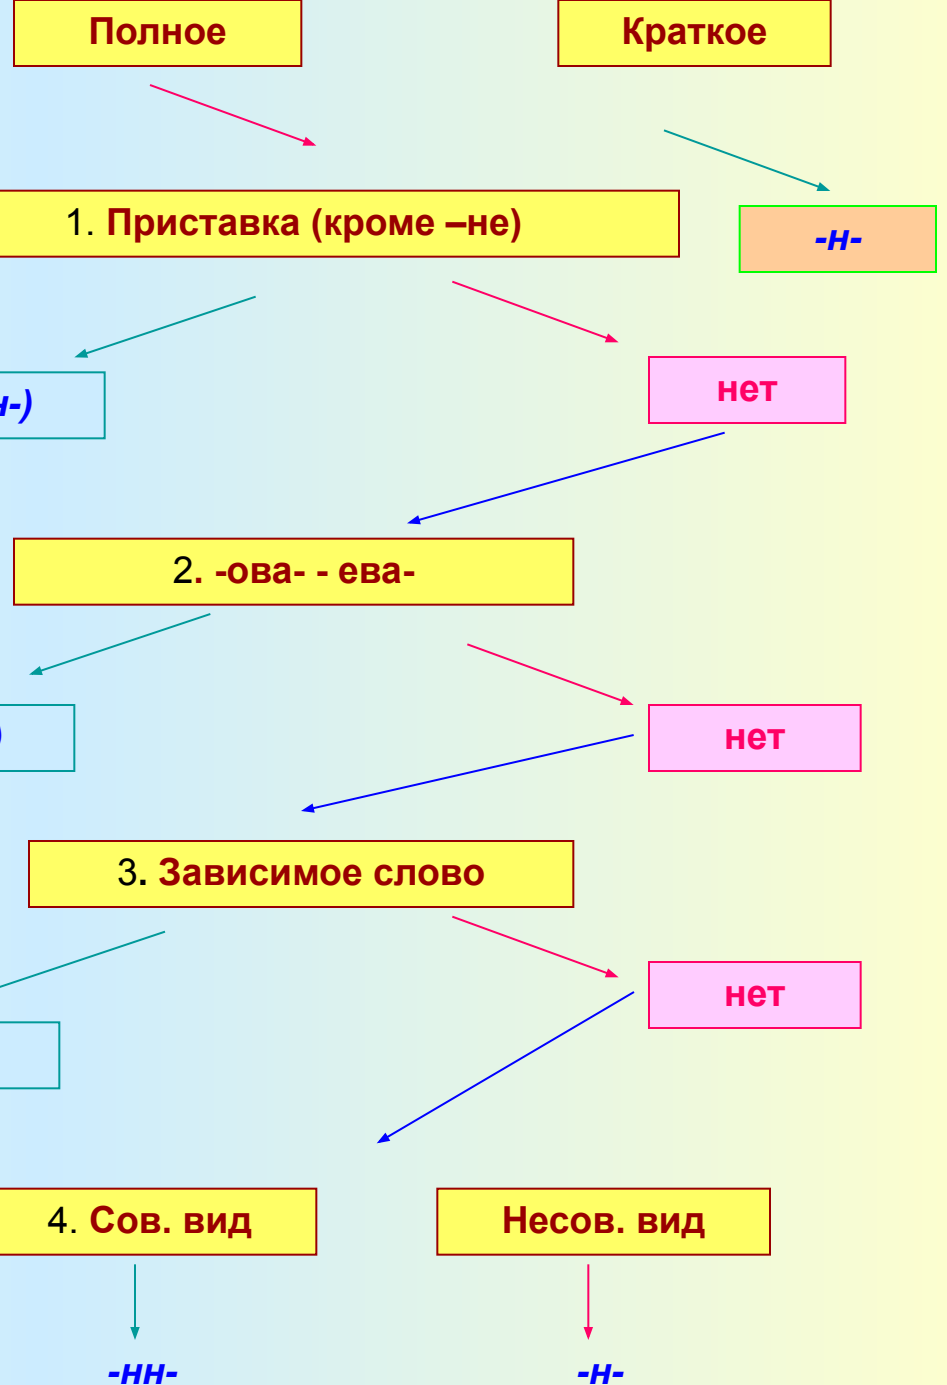 Полное
Краткое
1. Приставка (кроме –не)
-н-
н-)
нет
2. -ова- - ева-
)
нет
3. Зависимое слово
нет
4. Сов. вид
Несов. вид
-нн-
-н-